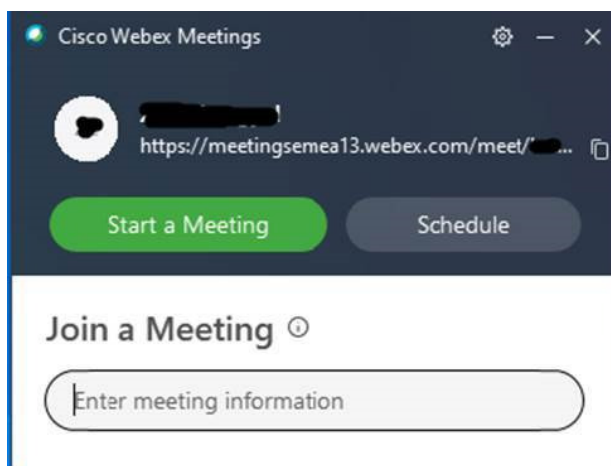 Cisco Webex Meetings
https://meetingsemea13.webex.com/meet/
Start a Meeting
Schedule
Join a Meeting
Enter meeting information